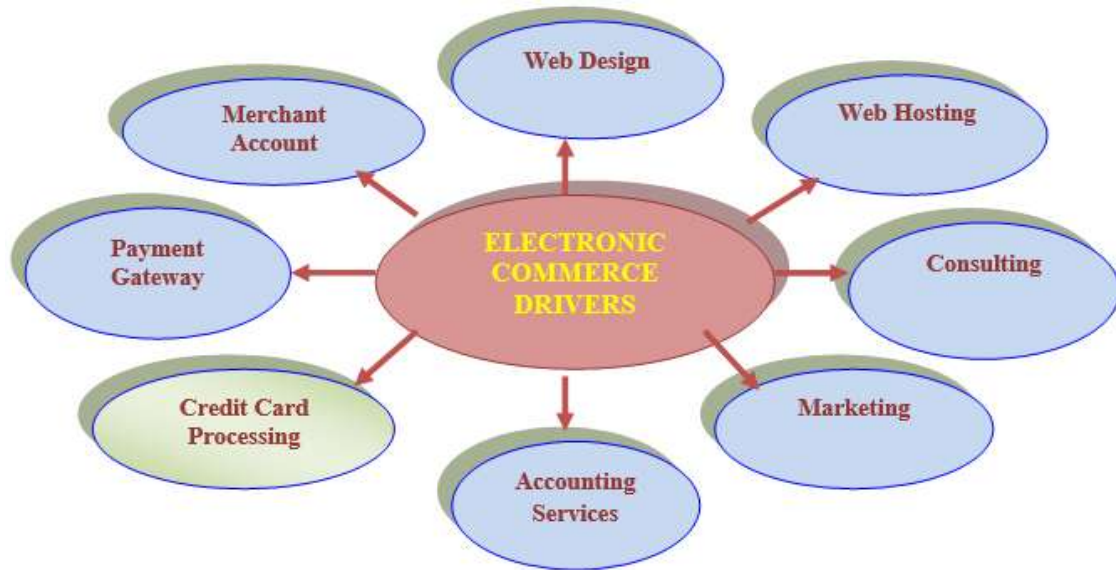 Web Design
Merchant
Account
Web Hosting
ELECTRONIC
COMMERCE
DRIVERS
Payment
Gateway
Consulting
Credit Card
Processing
Marketing
Accounting
Services